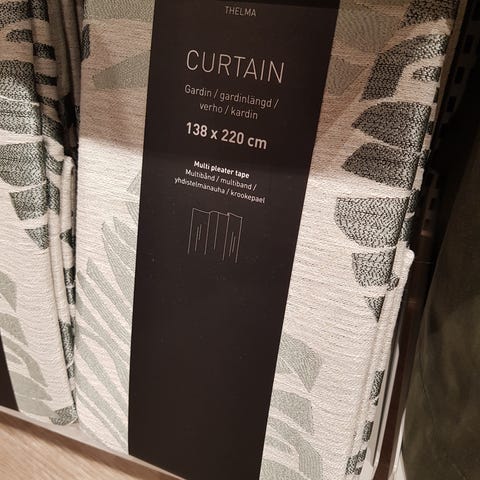 THELMA
CURTAIN
Gardin / gardinlängd /
verho / kardin
138 x 220 cm
Multi pleater tape
Multibånd / multiband /
yhdistelmänauha / krookepael